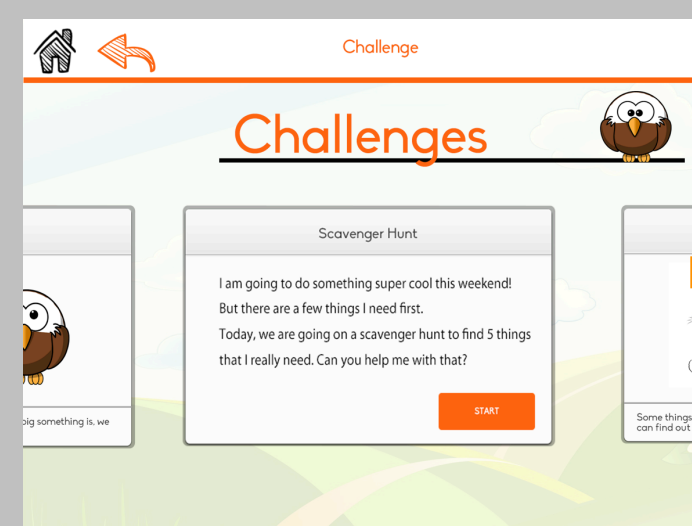 Challenge
Challenges
Scavenger Hunt
I am going to do something super cool this weekend!
But there are a few things I need first.
Today, we are going on a scavenger hunt to find 5 things
that I really need. Can you help me with that?
START
big something is, we
Some things
can find out